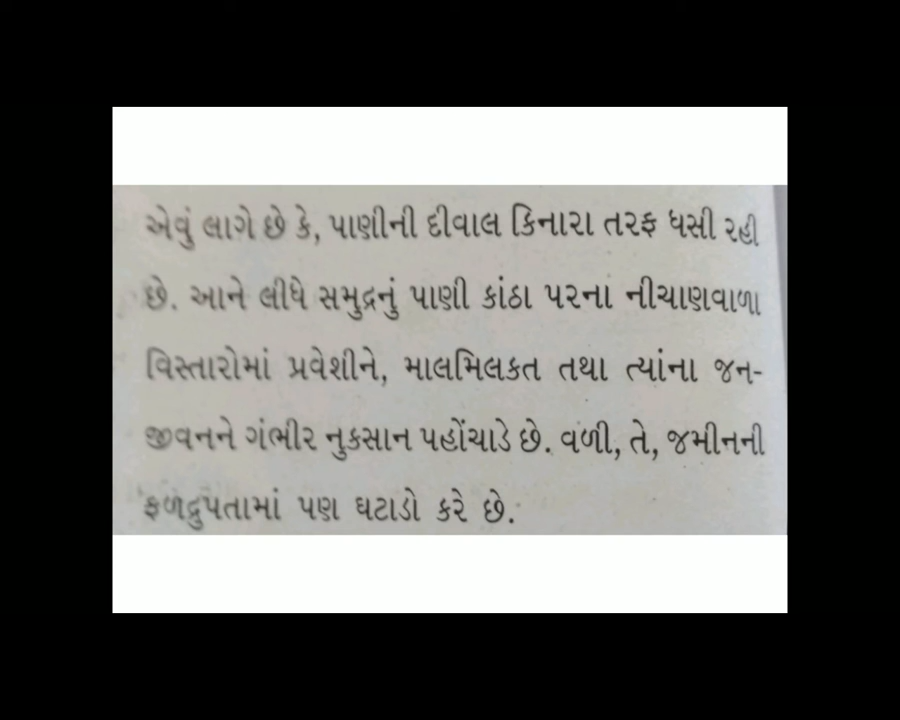 એવું લાગે છે કે, પાણીની દીવાલ કિનારા તરફ ધસી રહી
છે. આને લીધે સમુદ્રનું પાણી કાંઠા પરના નીચાણવાળા
વિસ્તારોમાં પ્રવેશીને, માલમિલકત તથા ત્યાંના જન-
જીવનને ગંભીર નુકસાન પહોંચાડે છે. વળી, તે, જમીનની
ફળદ્રુપતામાં પણ ઘટાડો કરે છે.